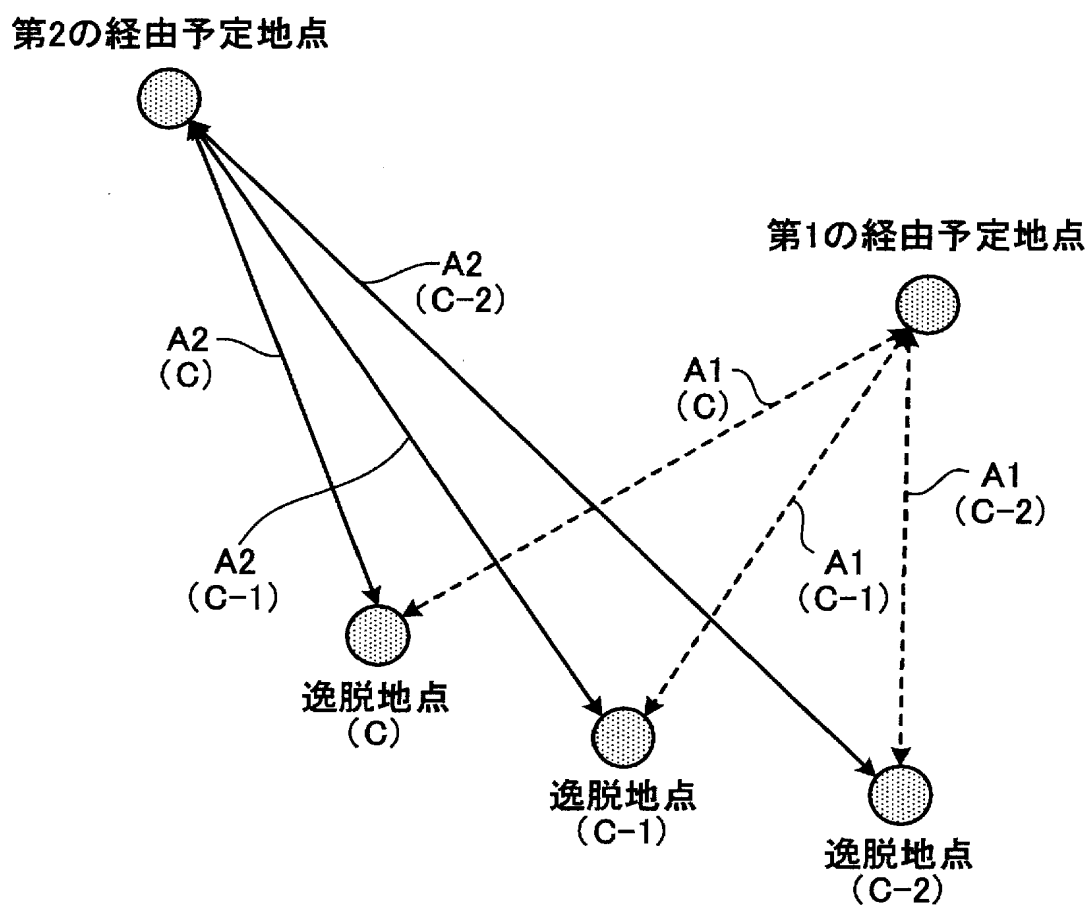 第2の経由予定地点
第1の経由予定地点
A2
(C-2)
A2
(C)
A1
(C)
A1
(C-2)
A2
(C-1)
A1
(C-1)
逸脱地点
(C)
逸脱地点
(C-1)
逸脱地点
(C-2)